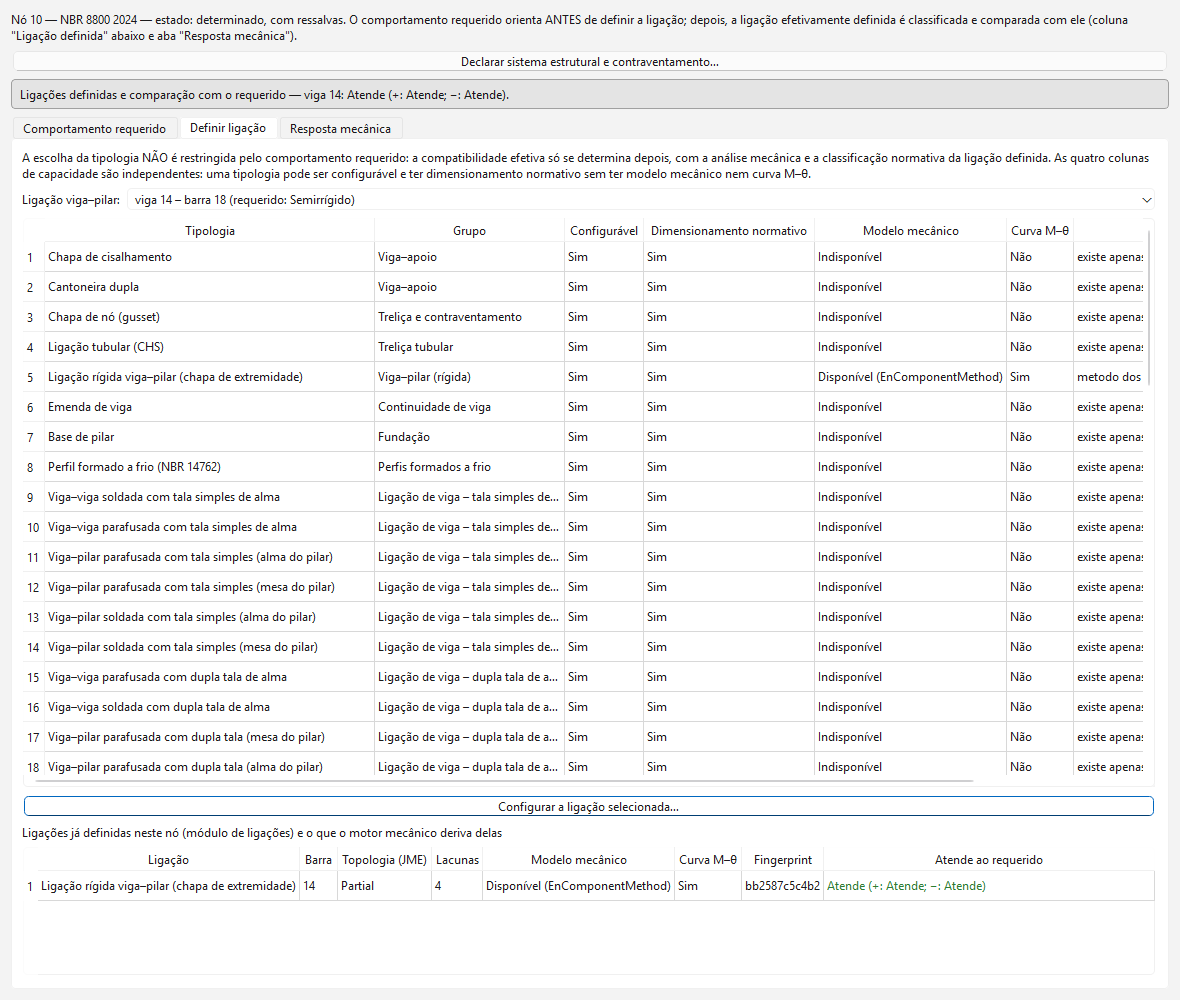 Nó 10 — NBR 8800 2024 — estado: determinado, com ressalvas. O comportamento requerido orienta ANTES de definir a ligação; depois, a ligação efetivamente definida é classificada e comparada com ele (coluna
"Ligação definida" abaixo e aba "Resposta mecânica").
Declarar sistema estrutural e contraventamento...
Ligações definidas e comparação com o requerido — viga 14: Atende (+: Atende; −: Atende).
Comportamento requerido Definir ligação Resposta mecânica
A escolha da tipologia NÃO é restringida pelo comportamento requerido: a compatibilidade efetiva só se determina depois, com a análise mecânica e a classificação normativa da ligação definida. As quatro colunas
de capacidade são independentes: uma tipologia pode ser configurável e ter dimensionamento normativo sem ter modelo mecânico nem curva M–θ.
Ligação viga–pilar: viga 14 – barra 18 (requerido: Semirrígido)
Tipologia Grupo Configurável Dimensionamento normativo Modelo mecânico Curva M–θ
1 Chapa de cisalhamento Viga–apoio Sim Sim Indisponível Não existe apenas
2 Cantoneira dupla Viga–apoio Sim Sim Indisponível Não existe apenas
3 Chapa de nó (gusset) Treliça e contraventamento Sim Sim Indisponível Não existe apenas
4 Ligação tubular (CHS) Treliça tubular Sim Sim Indisponível Não existe apenas
5 Ligação rígida viga–pilar (chapa de extremidade) Viga–pilar (rígida) Sim Sim Disponível (EnComponentMethod) Sim metodo dos
6 Emenda de viga Continuidade de viga Sim Sim Indisponível Não existe apenas
7 Base de pilar Fundação Sim Sim Indisponível Não existe apenas
8 Perfil formado a frio (NBR 14762) Perfis formados a frio Sim Sim Indisponível Não existe apenas
9 Viga–viga soldada com tala simples de alma Ligação de viga – tala simples de... Sim Sim Indisponível Não existe apenas
10 Viga–viga parafusada com tala simples de alma Ligação de viga – tala simples de... Sim Sim Indisponível Não existe apenas
11 Viga–pilar parafusada com tala simples (alma do pilar) Ligação de viga – tala simples de... Sim Sim Indisponível Não existe apenas
12 Viga–pilar parafusada com tala simples (mesa do pilar) Ligação de viga – tala simples de... Sim Sim Indisponível Não existe apenas
13 Viga–pilar soldada com tala simples (alma do pilar) Ligação de viga – tala simples de... Sim Sim Indisponível Não existe apenas
14 Viga–pilar soldada com tala simples (mesa do pilar) Ligação de viga – tala simples de... Sim Sim Indisponível Não existe apenas
15 Viga–viga parafusada com dupla tala de alma Ligação de viga – dupla tala de a... Sim Sim Indisponível Não existe apenas
16 Viga–viga soldada com dupla tala de alma Ligação de viga – dupla tala de a... Sim Sim Indisponível Não existe apenas
17 Viga–pilar parafusada com dupla tala (mesa do pilar) Ligação de viga – dupla tala de a... Sim Sim Indisponível Não existe apenas
18 Viga–pilar parafusada com dupla tala (alma do pilar) Ligação de viga – dupla tala de a... Sim Sim Indisponível Não existe apenas
Configurar a ligação selecionada...
Ligações já definidas neste nó (módulo de ligações) e o que o motor mecânico deriva delas
Ligação Barra Topologia (JME) Lacunas Modelo mecânico Curva M–θ Fingerprint Atende ao requerido
1 Ligação rígida viga–pilar (chapa de extremidade) 14 Partial 4 Disponível (EnComponentMethod) Sim bb2587c5c4b2 Atende (+: Atende; −: Atende)